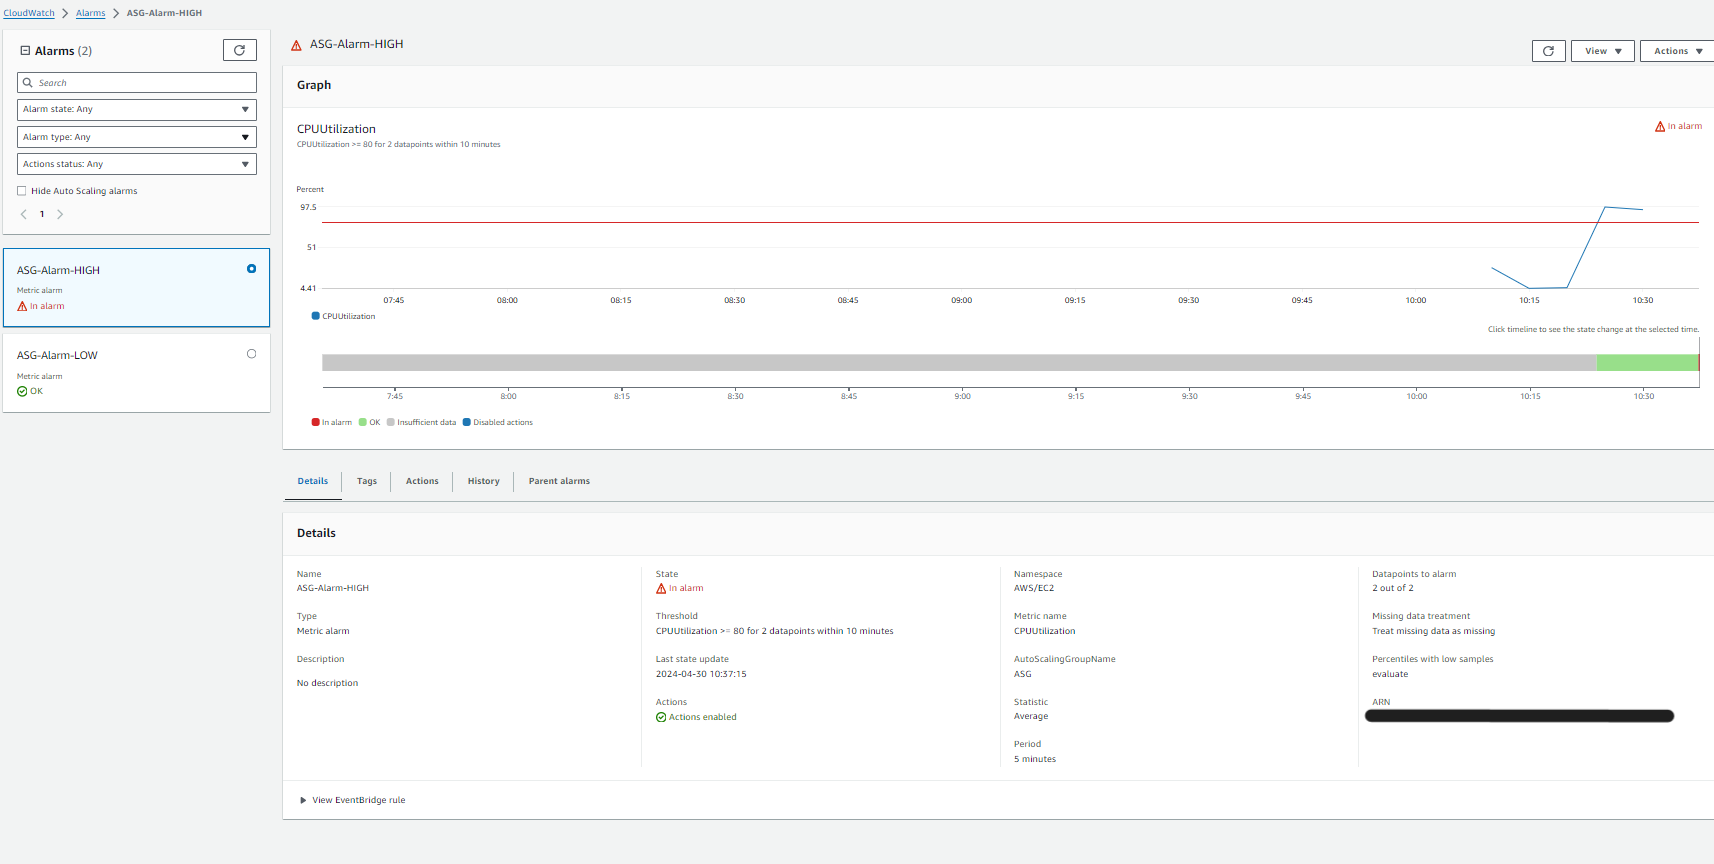 CloudWatch > Alarms > ASG-Alarm-HIGH
Alarms (2)
Search
Alarm state: Any
Alarm type: Any
Actions status: Any
Hide Auto Scaling alarms
1
ASG-Alarm-HIGH
Metric alarm
In alarm
ASG-Alarm-LOW
Metric alarm
OK
ASG-Alarm-HIGH
View
Actions
Graph
CPUUtilization
In alarm
CPUUtilization >= 80 for 2 datapoints within 10 minutes
Percent
97.5
51
4.41
07:45 08:00 08:15 08:30 08:45 09:00 09:15 09:30 09:45 10:00 10:15 10:30
CPUUtilization
Click timeline to see the state change at the selected time.
7:45 8:00 8:15 8:30 8:45 9:00 9:15 9:30 9:45 10:00 10:15 10:30
In alarm OK Insufficient data Disabled actions
Details Tags Actions History Parent alarms
Details
Name
ASG-Alarm-HIGH
Type
Metric alarm
Description
No description
State
In alarm
Threshold
CPUUtilization >= 80 for 2 datapoints within 10 minutes
Last state update
2024-04-30 10:37:15
Actions
Actions enabled
Namespace
AWS/EC2
Metric name
CPUUtilization
AutoScalingGroupName
ASG
Statistic
Average
Period
5 minutes
Datapoints to alarm
2 out of 2
Missing data treatment
Treat missing data as missing
Percentiles with low samples
evaluate
ARN
View EventBridge rule